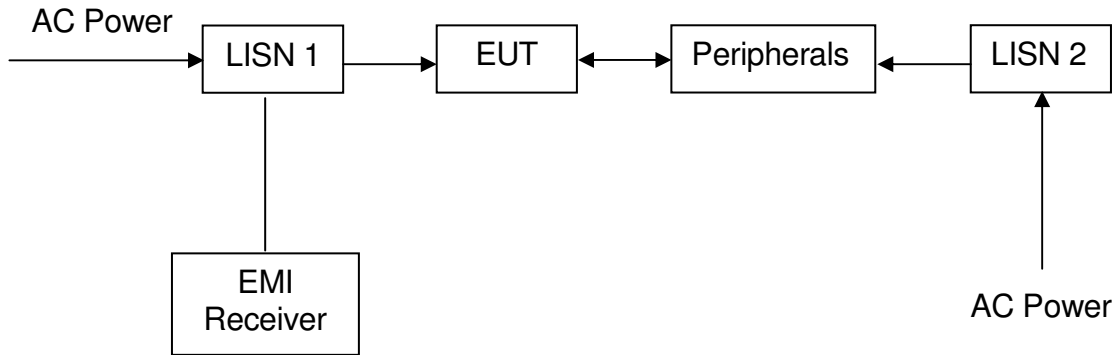 AC Power
LISN 1
EUT
Peripherals
LISN 2
EMI
Receiver
AC Power